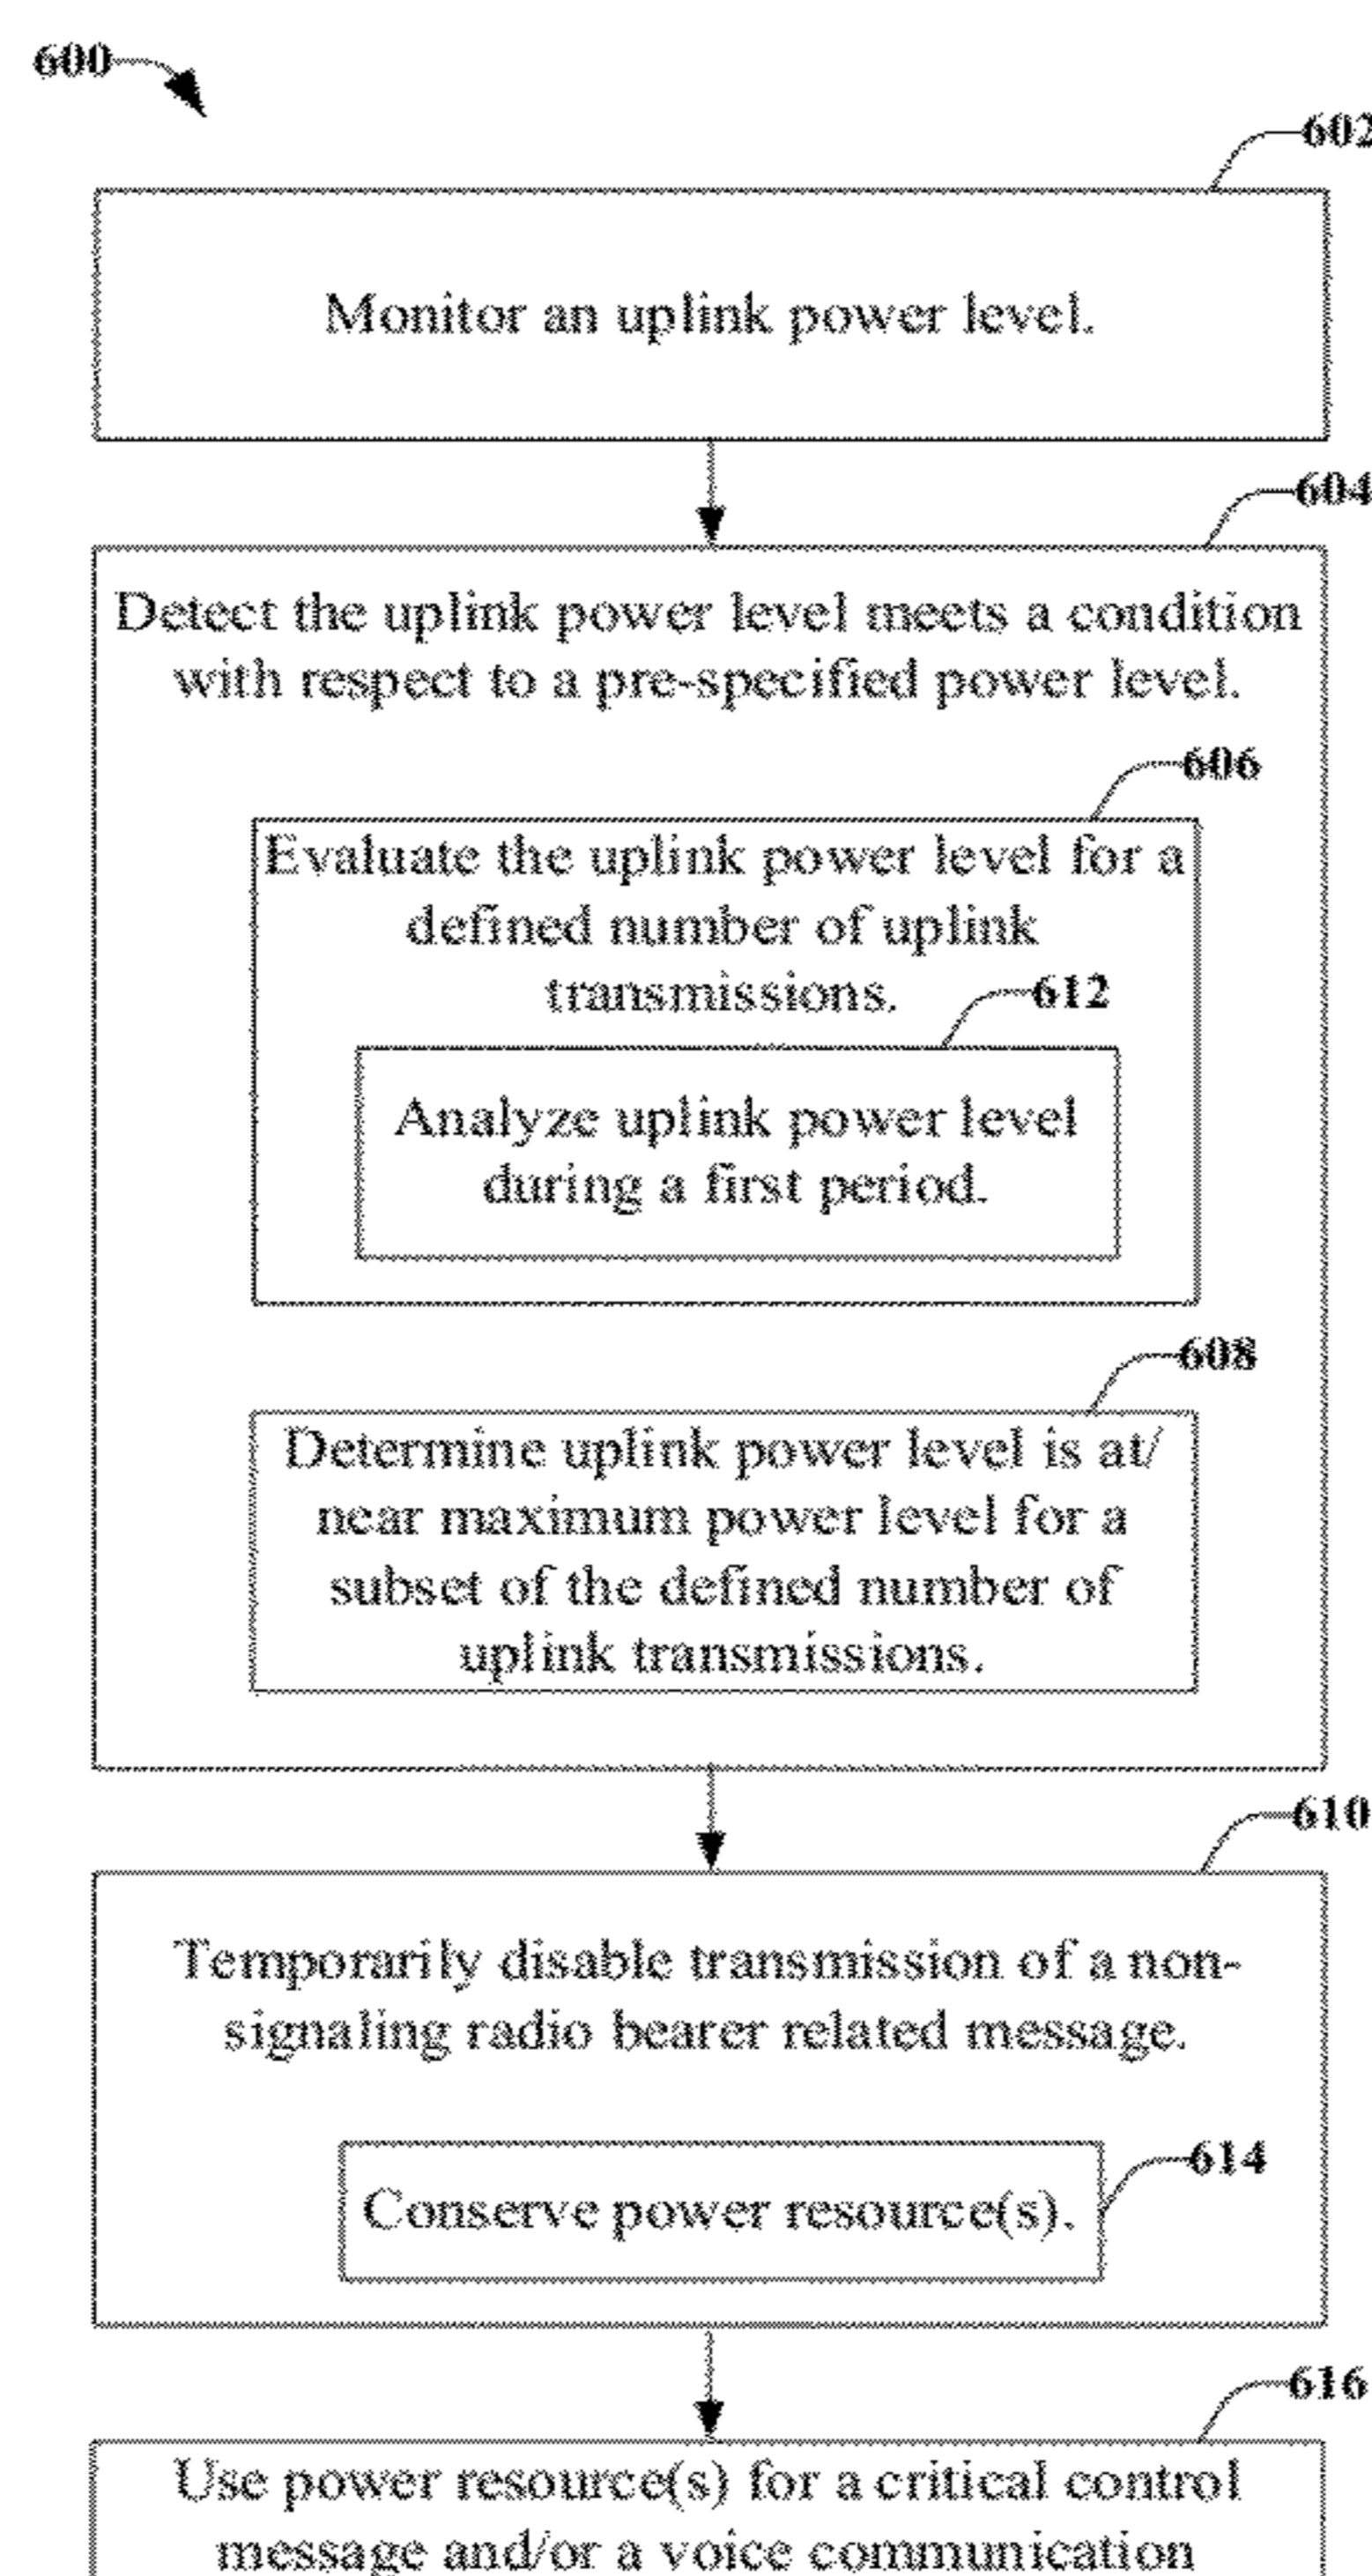 600
602
Monitor an uplink power level.
604
Detect the uplink power level meets a condition
with respect to a pre-specified power level.
606
Evaluate the uplink power level for a
defined number of uplink
transmissions.
612
Analyze uplink power level
during a first period.
608
Determine uplink power level is at/
near maximum power level for a
subset of the defined number of
uplink transmissions.
610
Temporarily disable transmission of a non-
signaling radio bearer related message.
614
Conserve power resource(s).
616
Use power resource(s) for a critical control
message and/or a voice communication